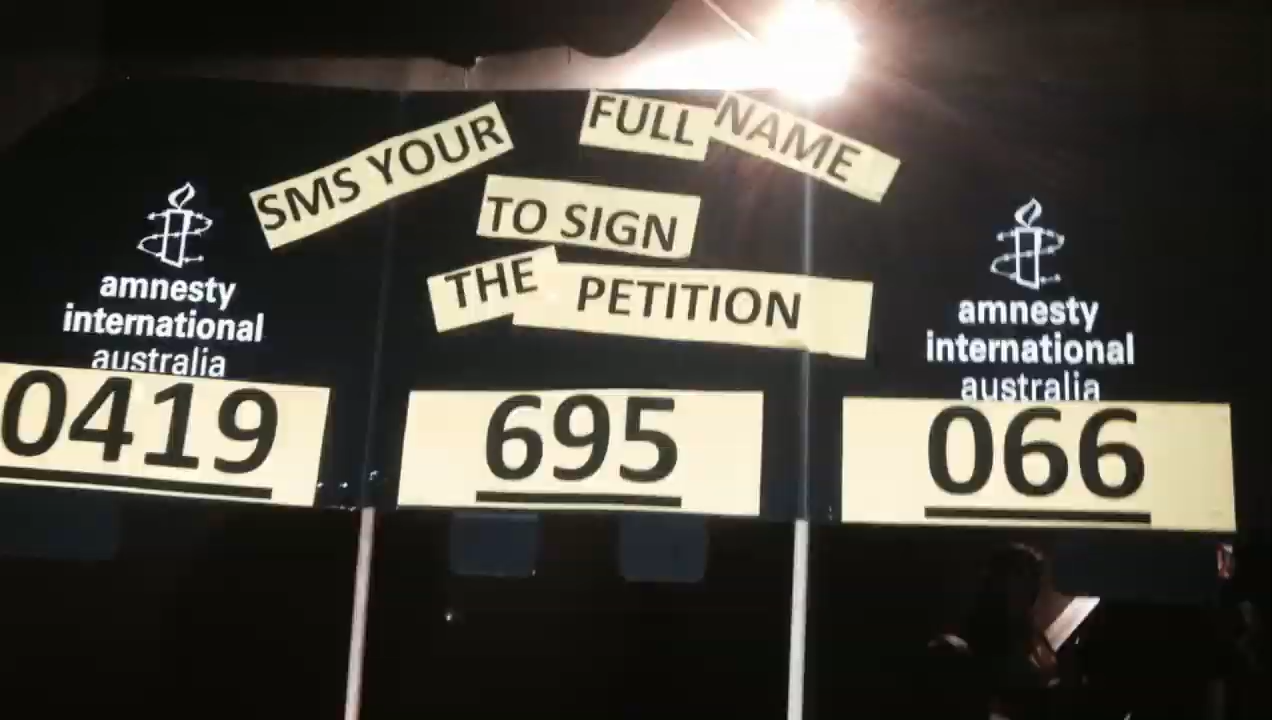 SMS YOUR FULL NAME
TO SIGN
THE PETITION
amnesty
international
australia
amnesty
international
australia
0419 695 066